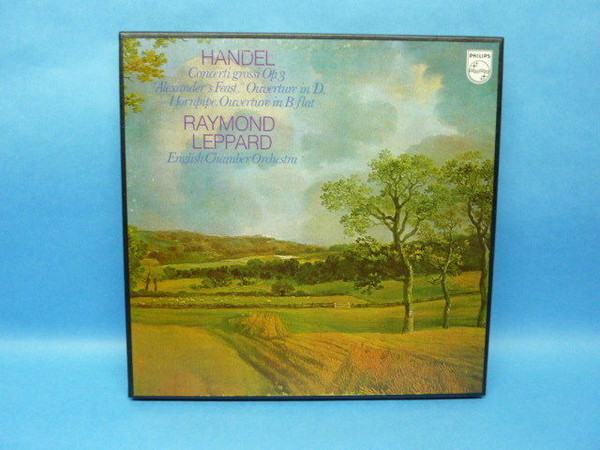 HANDEL
Concerti grossi Op.3
"Alexander's Feast," Ouverture in D,
Hornpipe, Ouverture in B flat
RAYMOND
LEPPARD
English Chamber Orchestra
PHILIPS